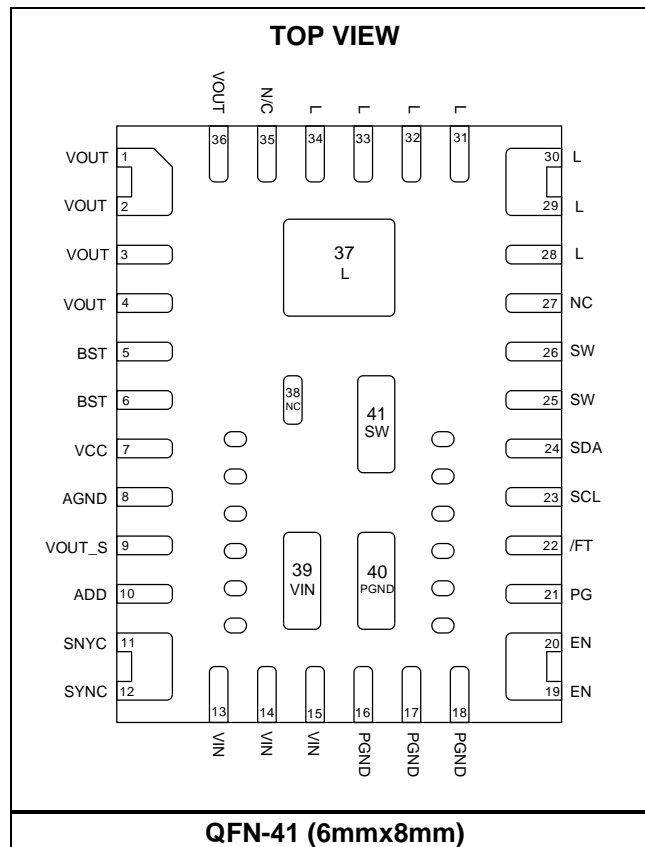 TOP VIEW
VOUT
N/C
L
L
L
L
36
35
34
33
32
31
VOUT 1
30 L
VOUT 2
29 L
VOUT 3
28 L
VOUT 4
27 NC
BST 5
26 SW
BST 6
25 SW
VCC 7
24 SDA
AGND 8
23 SCL
VOUT_S 9
22 /FT
ADD 10
21 PG
SNYC 11
20 EN
SYNC 12
19 EN
37
L
38
NC
41
SW
39
VIN
40
PGND
13
14
15
16
17
18
VIN
VIN
VIN
PGND
PGND
PGND
QFN-41 (6mmx8mm)